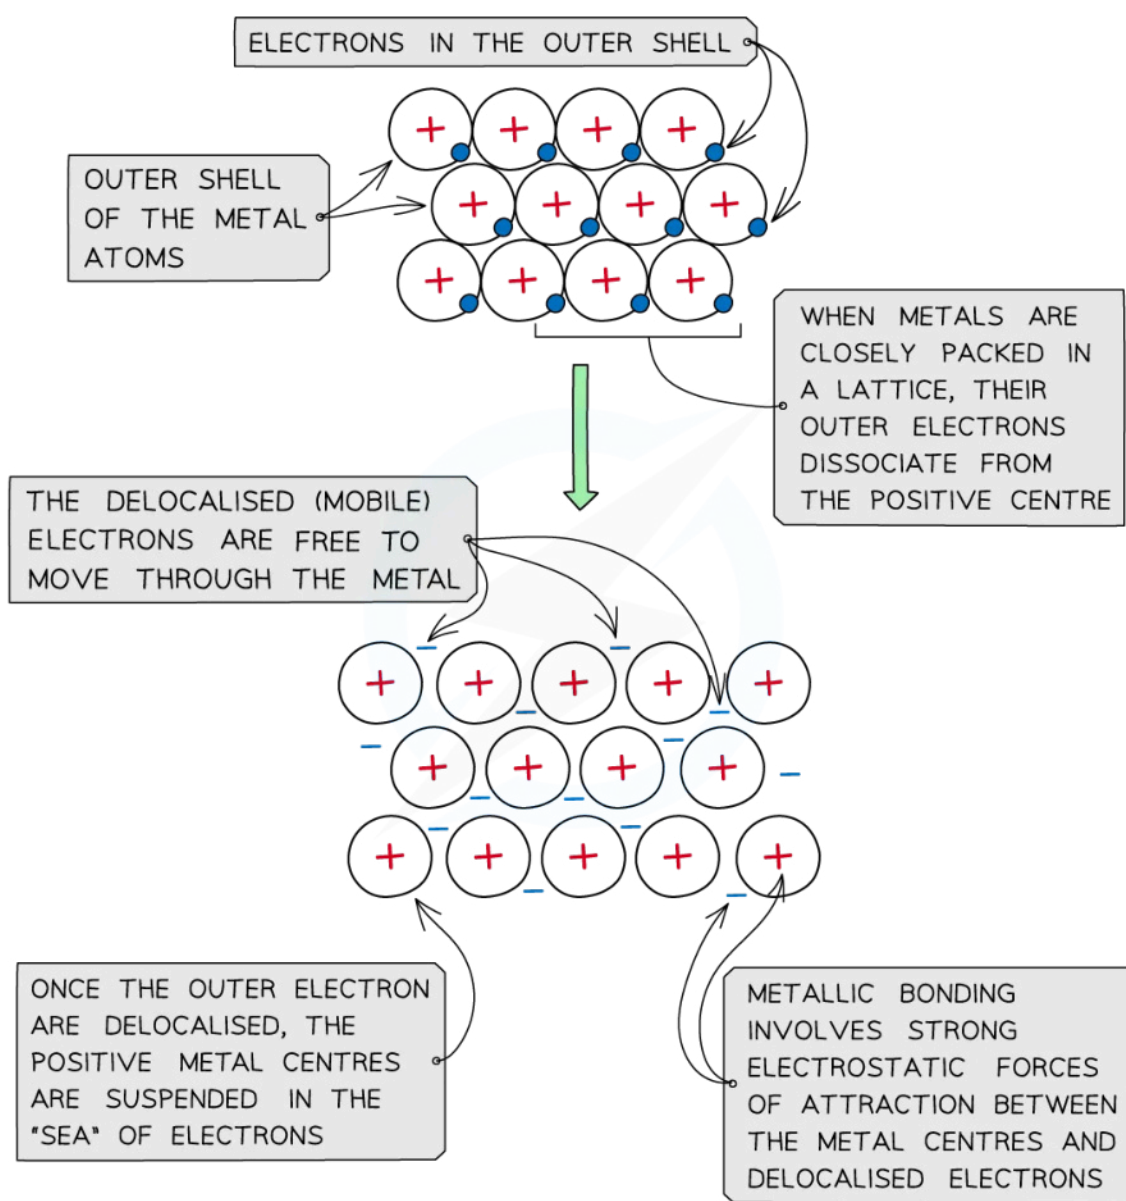 ELECTRONS IN THE OUTER SHELL
OUTER SHELL
OF THE METAL
ATOMS
WHEN METALS ARE
CLOSELY PACKED IN
A LATTICE, THEIR
OUTER ELECTRONS
DISSOCIATE FROM
THE POSITIVE CENTRE
THE DELOCALISED (MOBILE)
ELECTRONS ARE FREE TO
MOVE THROUGH THE METAL
ONCE THE OUTER ELECTRON
ARE DELOCALISED, THE
POSITIVE METAL CENTRES
ARE SUSPENDED IN THE
"SEA" OF ELECTRONS
METALLIC BONDING
INVOLVES STRONG
ELECTROSTATIC FORCES
OF ATTRACTION BETWEEN
THE METAL CENTRES AND
DELOCALISED ELECTRONS